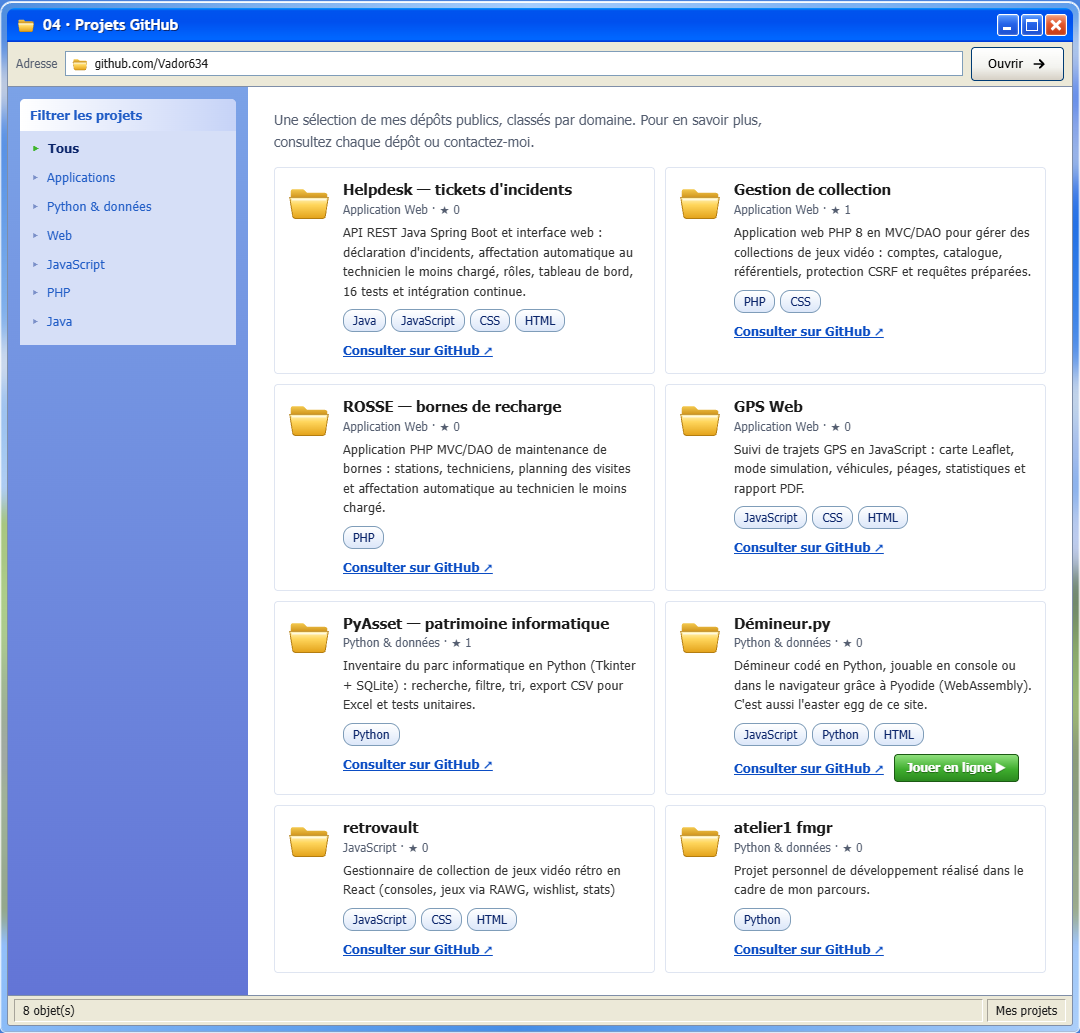 04 · Projets GitHub
Adresse
github.com/Vador634
Ouvrir →
Filtrer les projets
Tous
Applications
Python & données
Web
JavaScript
PHP
Java
Une sélection de mes dépôts publics, classés par domaine. Pour en savoir plus,
consultez chaque dépôt ou contactez-moi.
Helpdesk — tickets d'incidents
Application Web · ★ 0
API REST Java Spring Boot et interface web :
déclaration d'incidents, affectation automatique au
technicien le moins chargé, rôles, tableau de bord,
16 tests et intégration continue.
Java JavaScript CSS HTML
Consulter sur GitHub ↗
Gestion de collection
Application Web · ★ 1
Application web PHP 8 en MVC/DAO pour gérer des
collections de jeux vidéo : comptes, catalogue,
référentiels, protection CSRF et requêtes préparées.
PHP CSS
Consulter sur GitHub ↗
ROSSE — bornes de recharge
Application Web · ★ 0
Application PHP MVC/DAO de maintenance de
bornes : stations, techniciens, planning des visites
et affectation automatique au technicien le moins
chargé.
PHP
Consulter sur GitHub ↗
GPS Web
Application Web · ★ 0
Suivi de trajets GPS en JavaScript : carte Leaflet,
mode simulation, véhicules, péages, statistiques et
rapport PDF.
JavaScript CSS HTML
Consulter sur GitHub ↗
PyAsset — patrimoine informatique
Python & données · ★ 1
Inventaire du parc informatique en Python (Tkinter
+ SQLite) : recherche, filtre, tri, export CSV pour
Excel et tests unitaires.
Python
Consulter sur GitHub ↗
Démineur.py
Python & données · ★ 0
Démineur codé en Python, jouable en console ou
dans le navigateur grâce à Pyodide (WebAssembly).
C'est aussi l'easter egg de ce site.
JavaScript Python HTML
Consulter sur GitHub ↗ Jouer en ligne ▶
retrovault
JavaScript · ★ 0
Gestionnaire de collection de jeux vidéo rétro en
React (consoles, jeux via RAWG, wishlist, stats)
JavaScript CSS HTML
Consulter sur GitHub ↗
atelier1 fmgr
Python & données · ★ 0
Projet personnel de développement réalisé dans le
cadre de mon parcours.
Python
Consulter sur GitHub ↗
8 objet(s)
Mes projets